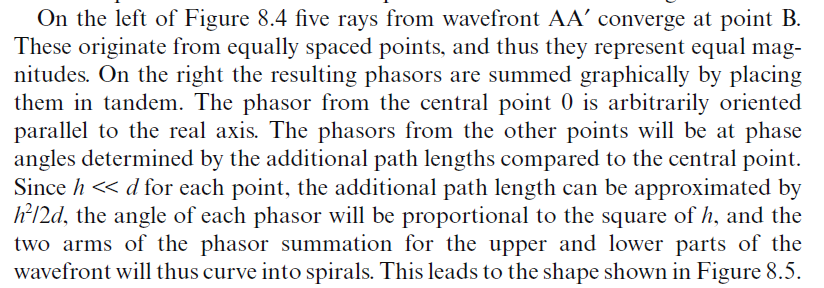 On the left of Figure 8.4 five rays from wavefront AA′ converge at point B.
These originate from equally spaced points, and thus they represent equal mag-
nitudes. On the right the resulting phasors are summed graphically by placing
them in tandem. The phasor from the central point 0 is arbitrarily oriented
parallel to the real axis. The phasors from the other points will be at phase
angles determined by the additional path lengths compared to the central point.
Since h << d for each point, the additional path length can be approximated by
h²/2d, the angle of each phasor will be proportional to the square of h, and the
two arms of the phasor summation for the upper and lower parts of the
wavefront will thus curve into spirals. This leads to the shape shown in Figure 8.5.